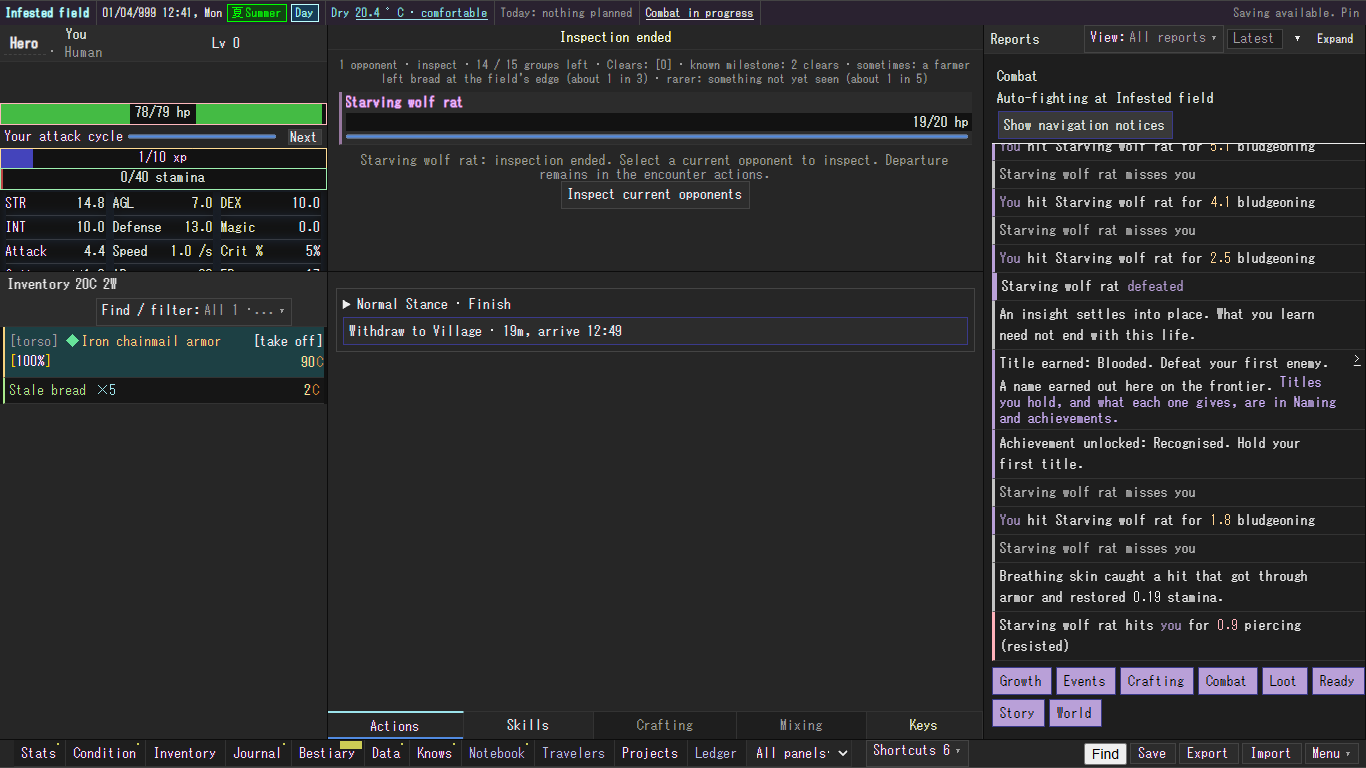 Infested field 01/04/999 12:41, Mon 夏Summer Day Dry 20.4 °C · comfortable Today: nothing planned Combat in progress Saving available. Pin
Hero · You Lv 0
Human
78/79 hp
Your attack cycle Next
1/10 xp
0/40 stamina
STR 14.8 AGL 7.0 DEX 10.0
INT 10.0 Defense 13.0 Magic 0.0
Attack 4.4 Speed 1.0 /s Crit % 5%
Inventory 20C 2W
Find / filter: All 1 ·... ▾
[torso] ◆Iron chainmail armor [take off]
[100%] 90C
Stale bread ×5 2C
Inspection ended
1 opponent · inspect · 14 / 15 groups left · Clears: [0] · known milestone: 2 clears · sometimes: a farmer
left bread at the field's edge (about 1 in 3) · rarer: something not yet seen (about 1 in 5)
Starving wolf rat
19/20 hp
Starving wolf rat: inspection ended. Select a current opponent to inspect. Departure
remains in the encounter actions.
Inspect current opponents
▶ Normal Stance · Finish
Withdraw to Village · 19m, arrive 12:49
Actions Skills Crafting Mixing Keys
Reports View: All reports ▾ Latest ▾ Expand
Combat
Auto-fighting at Infested field
Show navigation notices
You hit Starving wolf rat for 5.1 bludgeoning
Starving wolf rat misses you
You hit Starving wolf rat for 4.1 bludgeoning
Starving wolf rat misses you
You hit Starving wolf rat for 2.5 bludgeoning
Starving wolf rat defeated
An insight settles into place. What you learn
need not end with this life.
Title earned: Blooded. Defeat your first enemy.
A name earned out here on the frontier. Titles
you hold, and what each one gives, are in Naming
and achievements.
Achievement unlocked: Recognised. Hold your
first title.
Starving wolf rat misses you
You hit Starving wolf rat for 1.8 bludgeoning
Starving wolf rat misses you
Breathing skin caught a hit that got through
armor and restored 0.19 stamina.
Starving wolf rat hits you for 0.9 piercing
(resisted)
Growth Events Crafting Combat Loot Ready
Story World
Stats Condition Inventory Journal Bestiary Data Knows Notebook Travelers Projects Ledger All panels· Shortcuts 6 ▾ Find Save Export Import Menu ▾